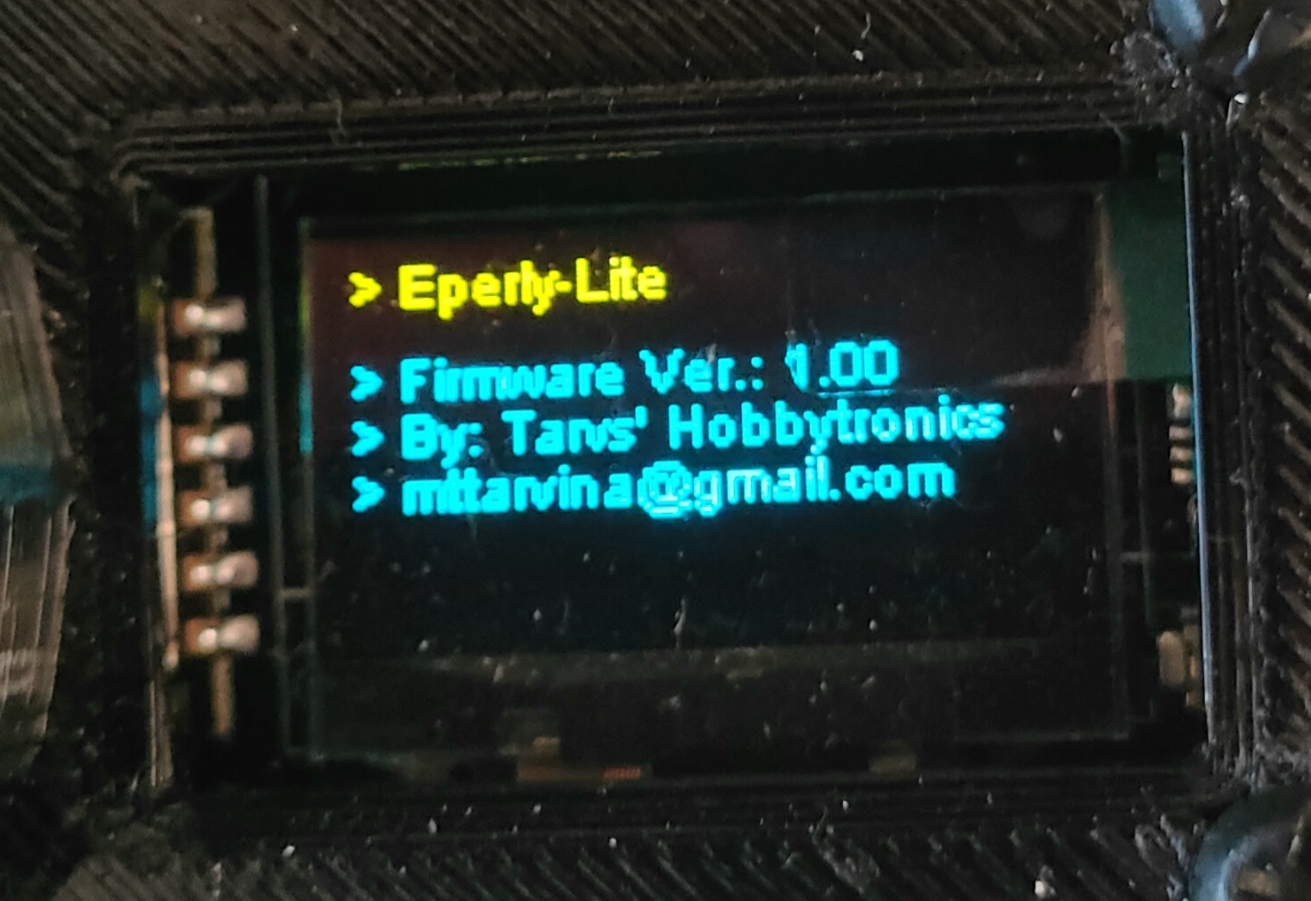 > Eperly-Lite
> Firmware Ver.: 1.00
> By: Tarvs' Hobbytronics
> mttarvina@gmail.com